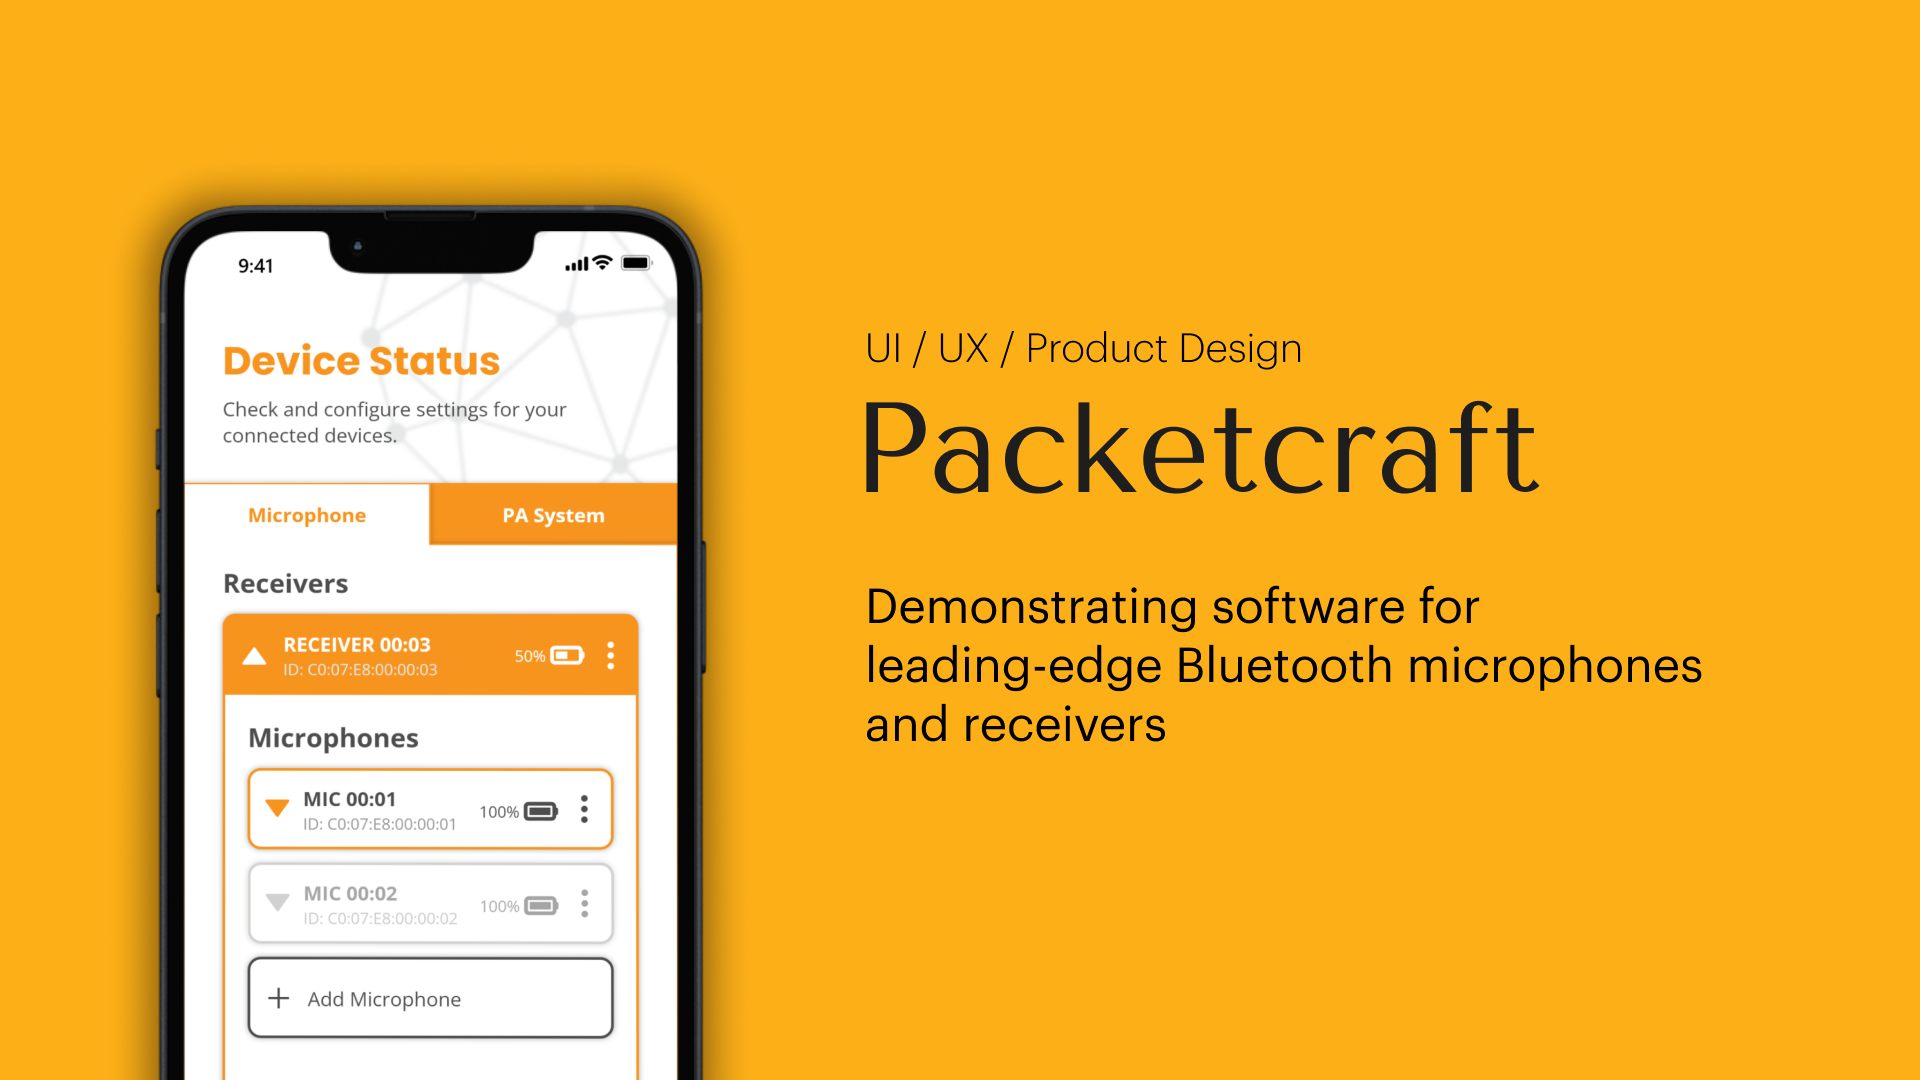 9:41
Device Status
Check and configure settings for your
connected devices.
Microphone
PA System
Receivers
RECEIVER 00:03
ID: C0:07:E8:00:00:03
50%
Microphones
MIC 00:01
ID: C0:07:E8:00:00:01
100%
MIC 00:02
ID: C0:07:E8:00:00:02
100%
Add Microphone
UI / UX / Product Design
Packetcraft
Demonstrating software for
leading-edge Bluetooth microphones
and receivers